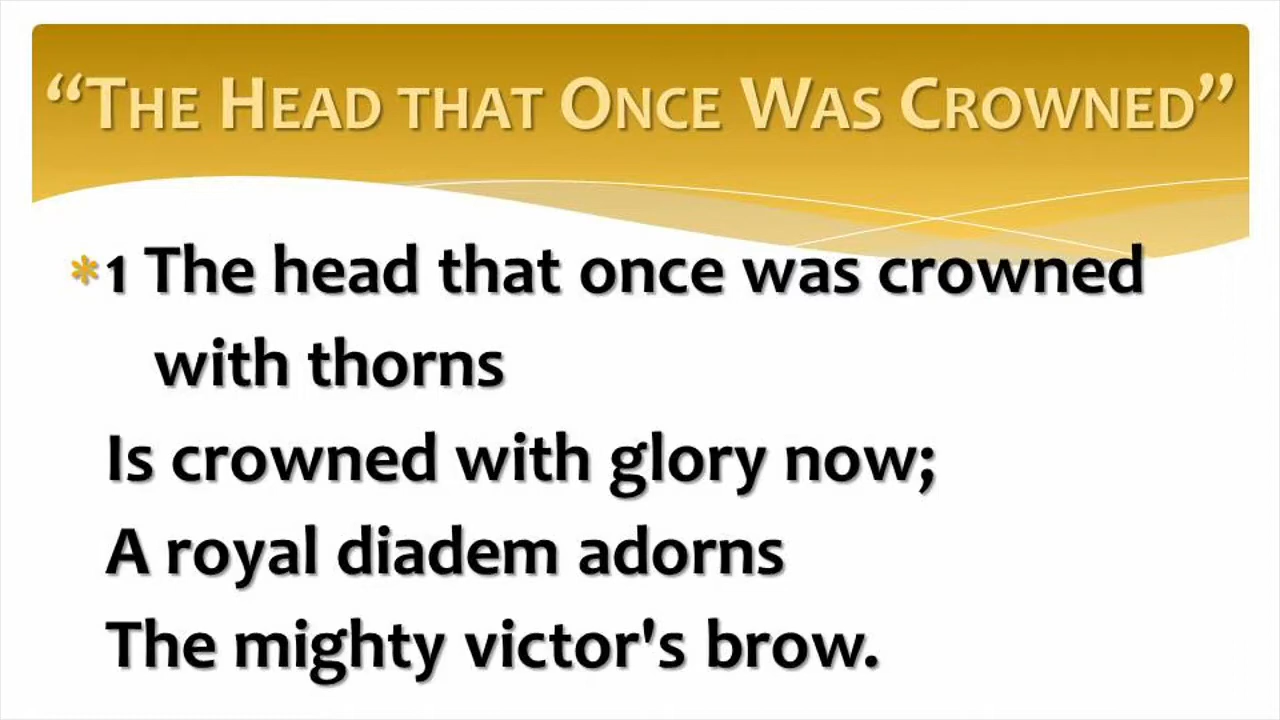 “The Head that Once Was Crowned”
*1 The head that once was crowned
with thorns
Is crowned with glory now;
A royal diadem adorns
The mighty victor's brow.